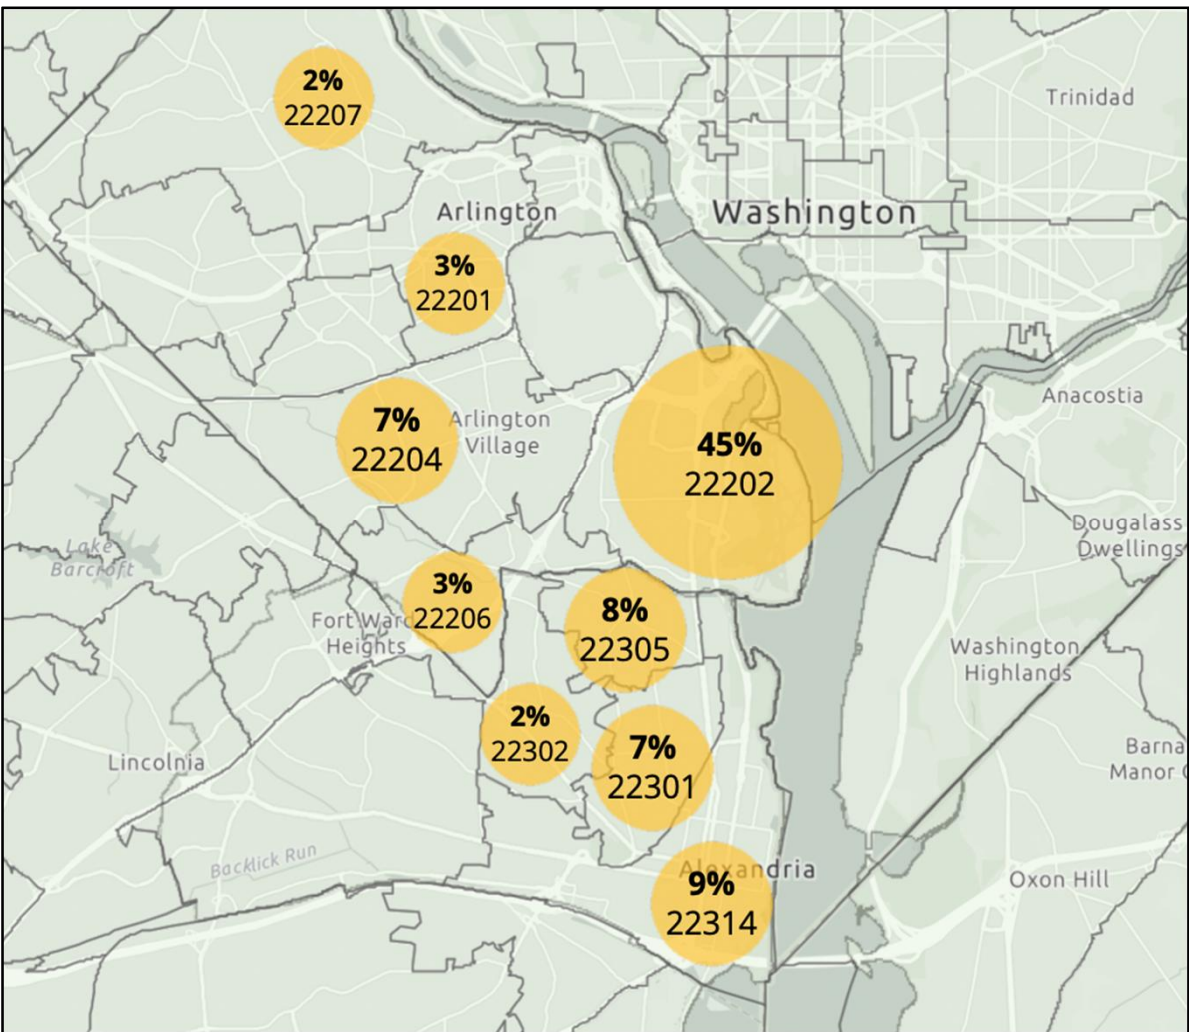 2%
22207
Trinidad
Arlington
Washington
3%
22201
Anacostia
7%
22204
Arlington
Village
45%
22202
Lake
Barcroft
Dougalass
Dwellings
3%
22206
Fort Ward
Heights
8%
22305
Washington
Highlands
2%
22302
7%
22301
Lincolnia
Barna
Manor
Backlick Run
Alexandria
9%
22314
Oxon Hill